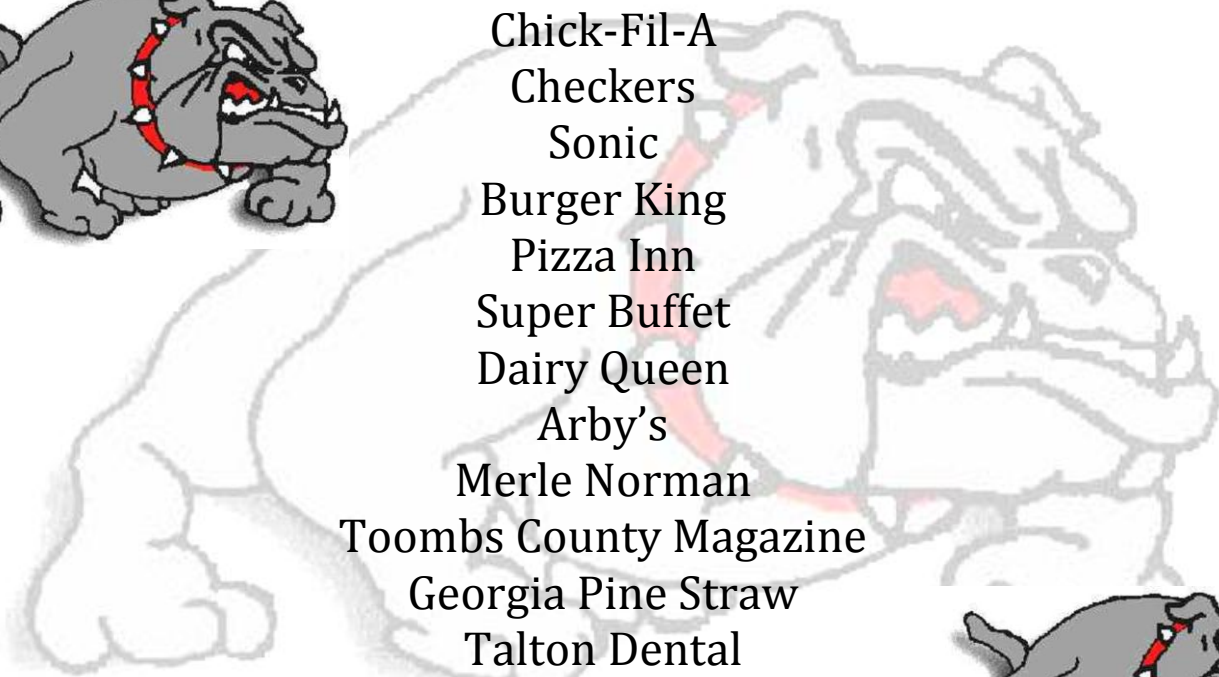 Chick-Fil-A
Checkers
Sonic
Burger King
Pizza Inn
Super Buffet
Dairy Queen
Arby’s
Merle Norman
Toombs County Magazine
Georgia Pine Straw
Talton Dental